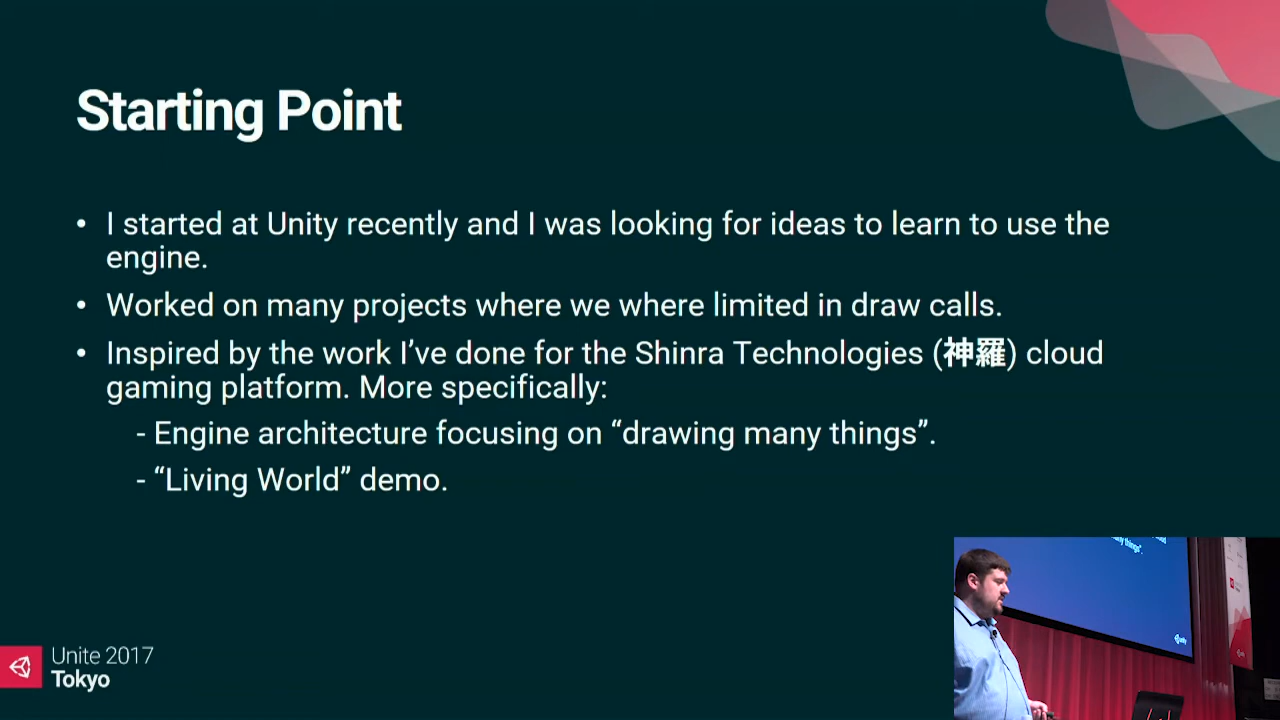 Starting Point
• I started at Unity recently and I was looking for ideas to learn to use the
engine.
• Worked on many projects where we where limited in draw calls.
• Inspired by the work I’ve done for the Shinra Technologies (神羅) cloud
gaming platform. More specifically:
- Engine architecture focusing on “drawing many things”.
- “Living World” demo.
Unite 2017
Tokyo
things”.
unity